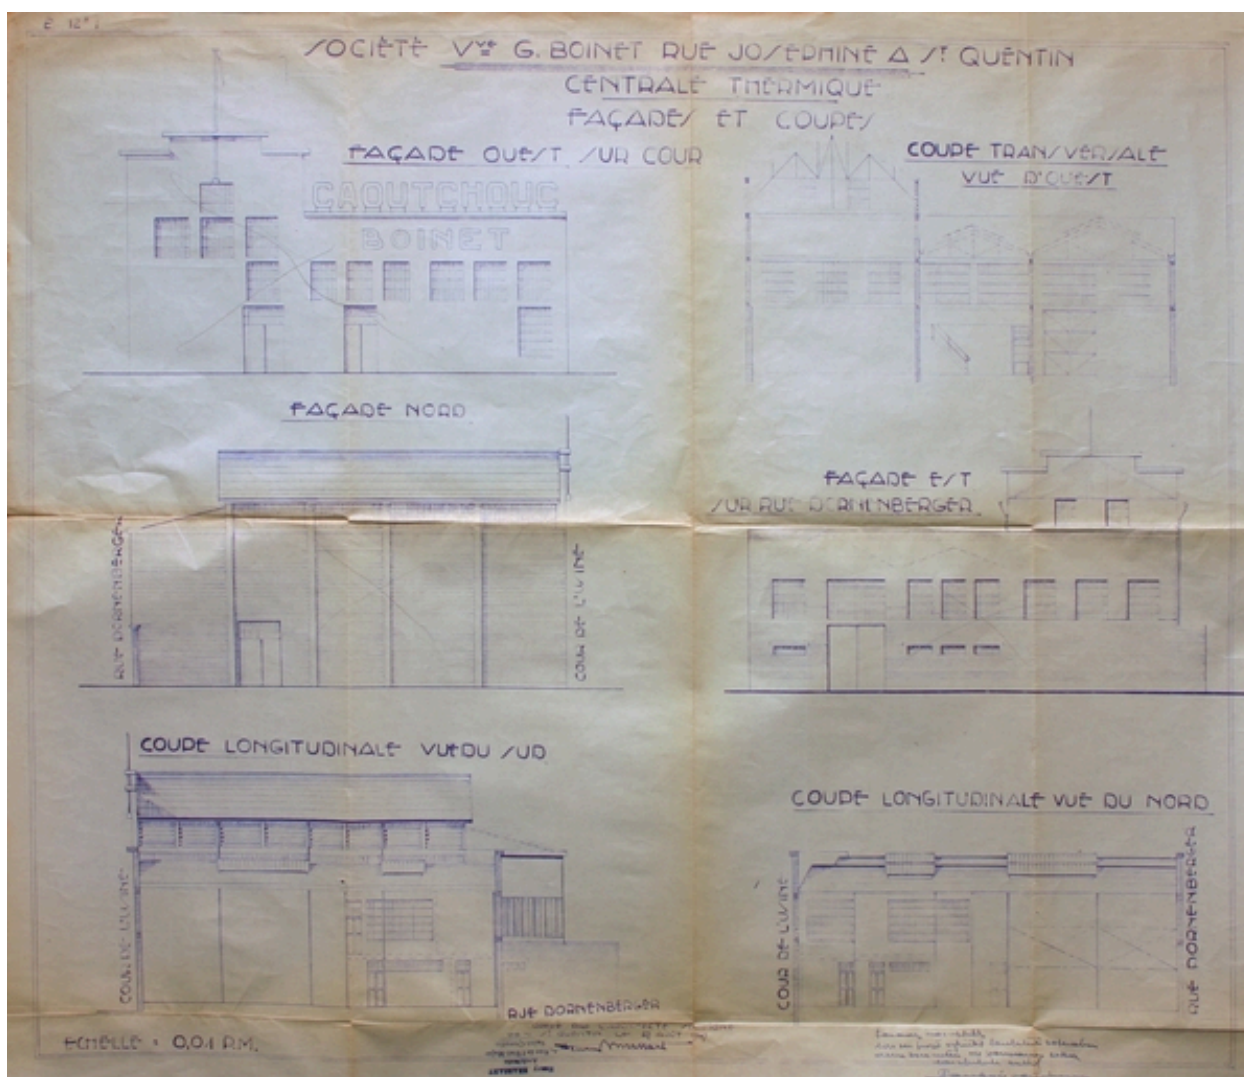 SOCIÉTÉ Vve G. BOINET RUE JOSEPHINE A St QUENTIN
CENTRALE THERMIQUE
FAÇADES ET COUPES
FAÇADE OUEST SUR COUR
COUPE TRANSVERSALE
VUE D'OUEST
CAOUTCHOUC
BOINET
FAÇADE NORD
FAÇADE EST
SUR RUE DORNENBERGER
RUE DORNENBERGER
COUR DE L'USINE
COUPE LONGITUDINALE VUE DU SUD
COUPE LONGITUDINALE VUE DU NORD
COUR DE L'USINE
RUE DORNENBERGER
COUR DE L'USINE
RUE DORNENBERGER
ECHELLE = 0,01 P.M.